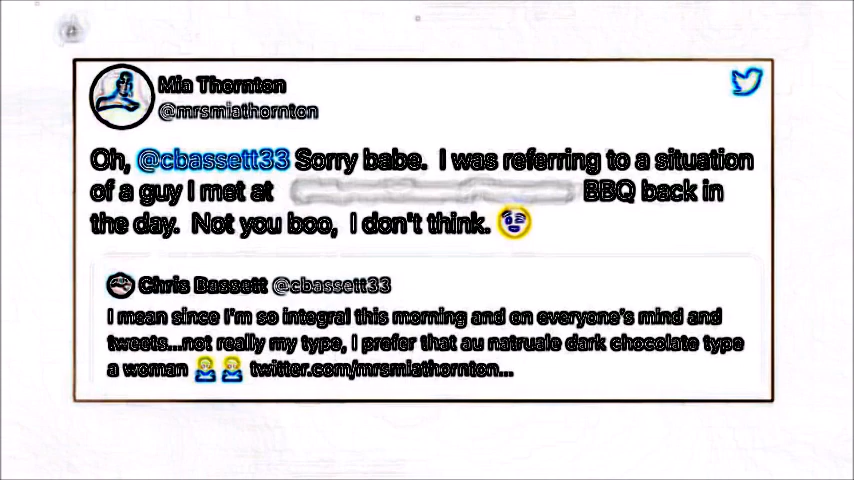 Mia Thornton
@mrsmiathornton
Oh, @cbassett33 Sorry babe. I was referring to a situation
of a guy I met at BBQ back in
the day. Not you boo, I don't think.
Chris Bassett @cbassett33
I mean since I'm so integral this morning and on everyone's mind and
tweets...not really my type, I prefer that au natruale dark chocolate type
a woman twitter.com/mrsmiathornton...